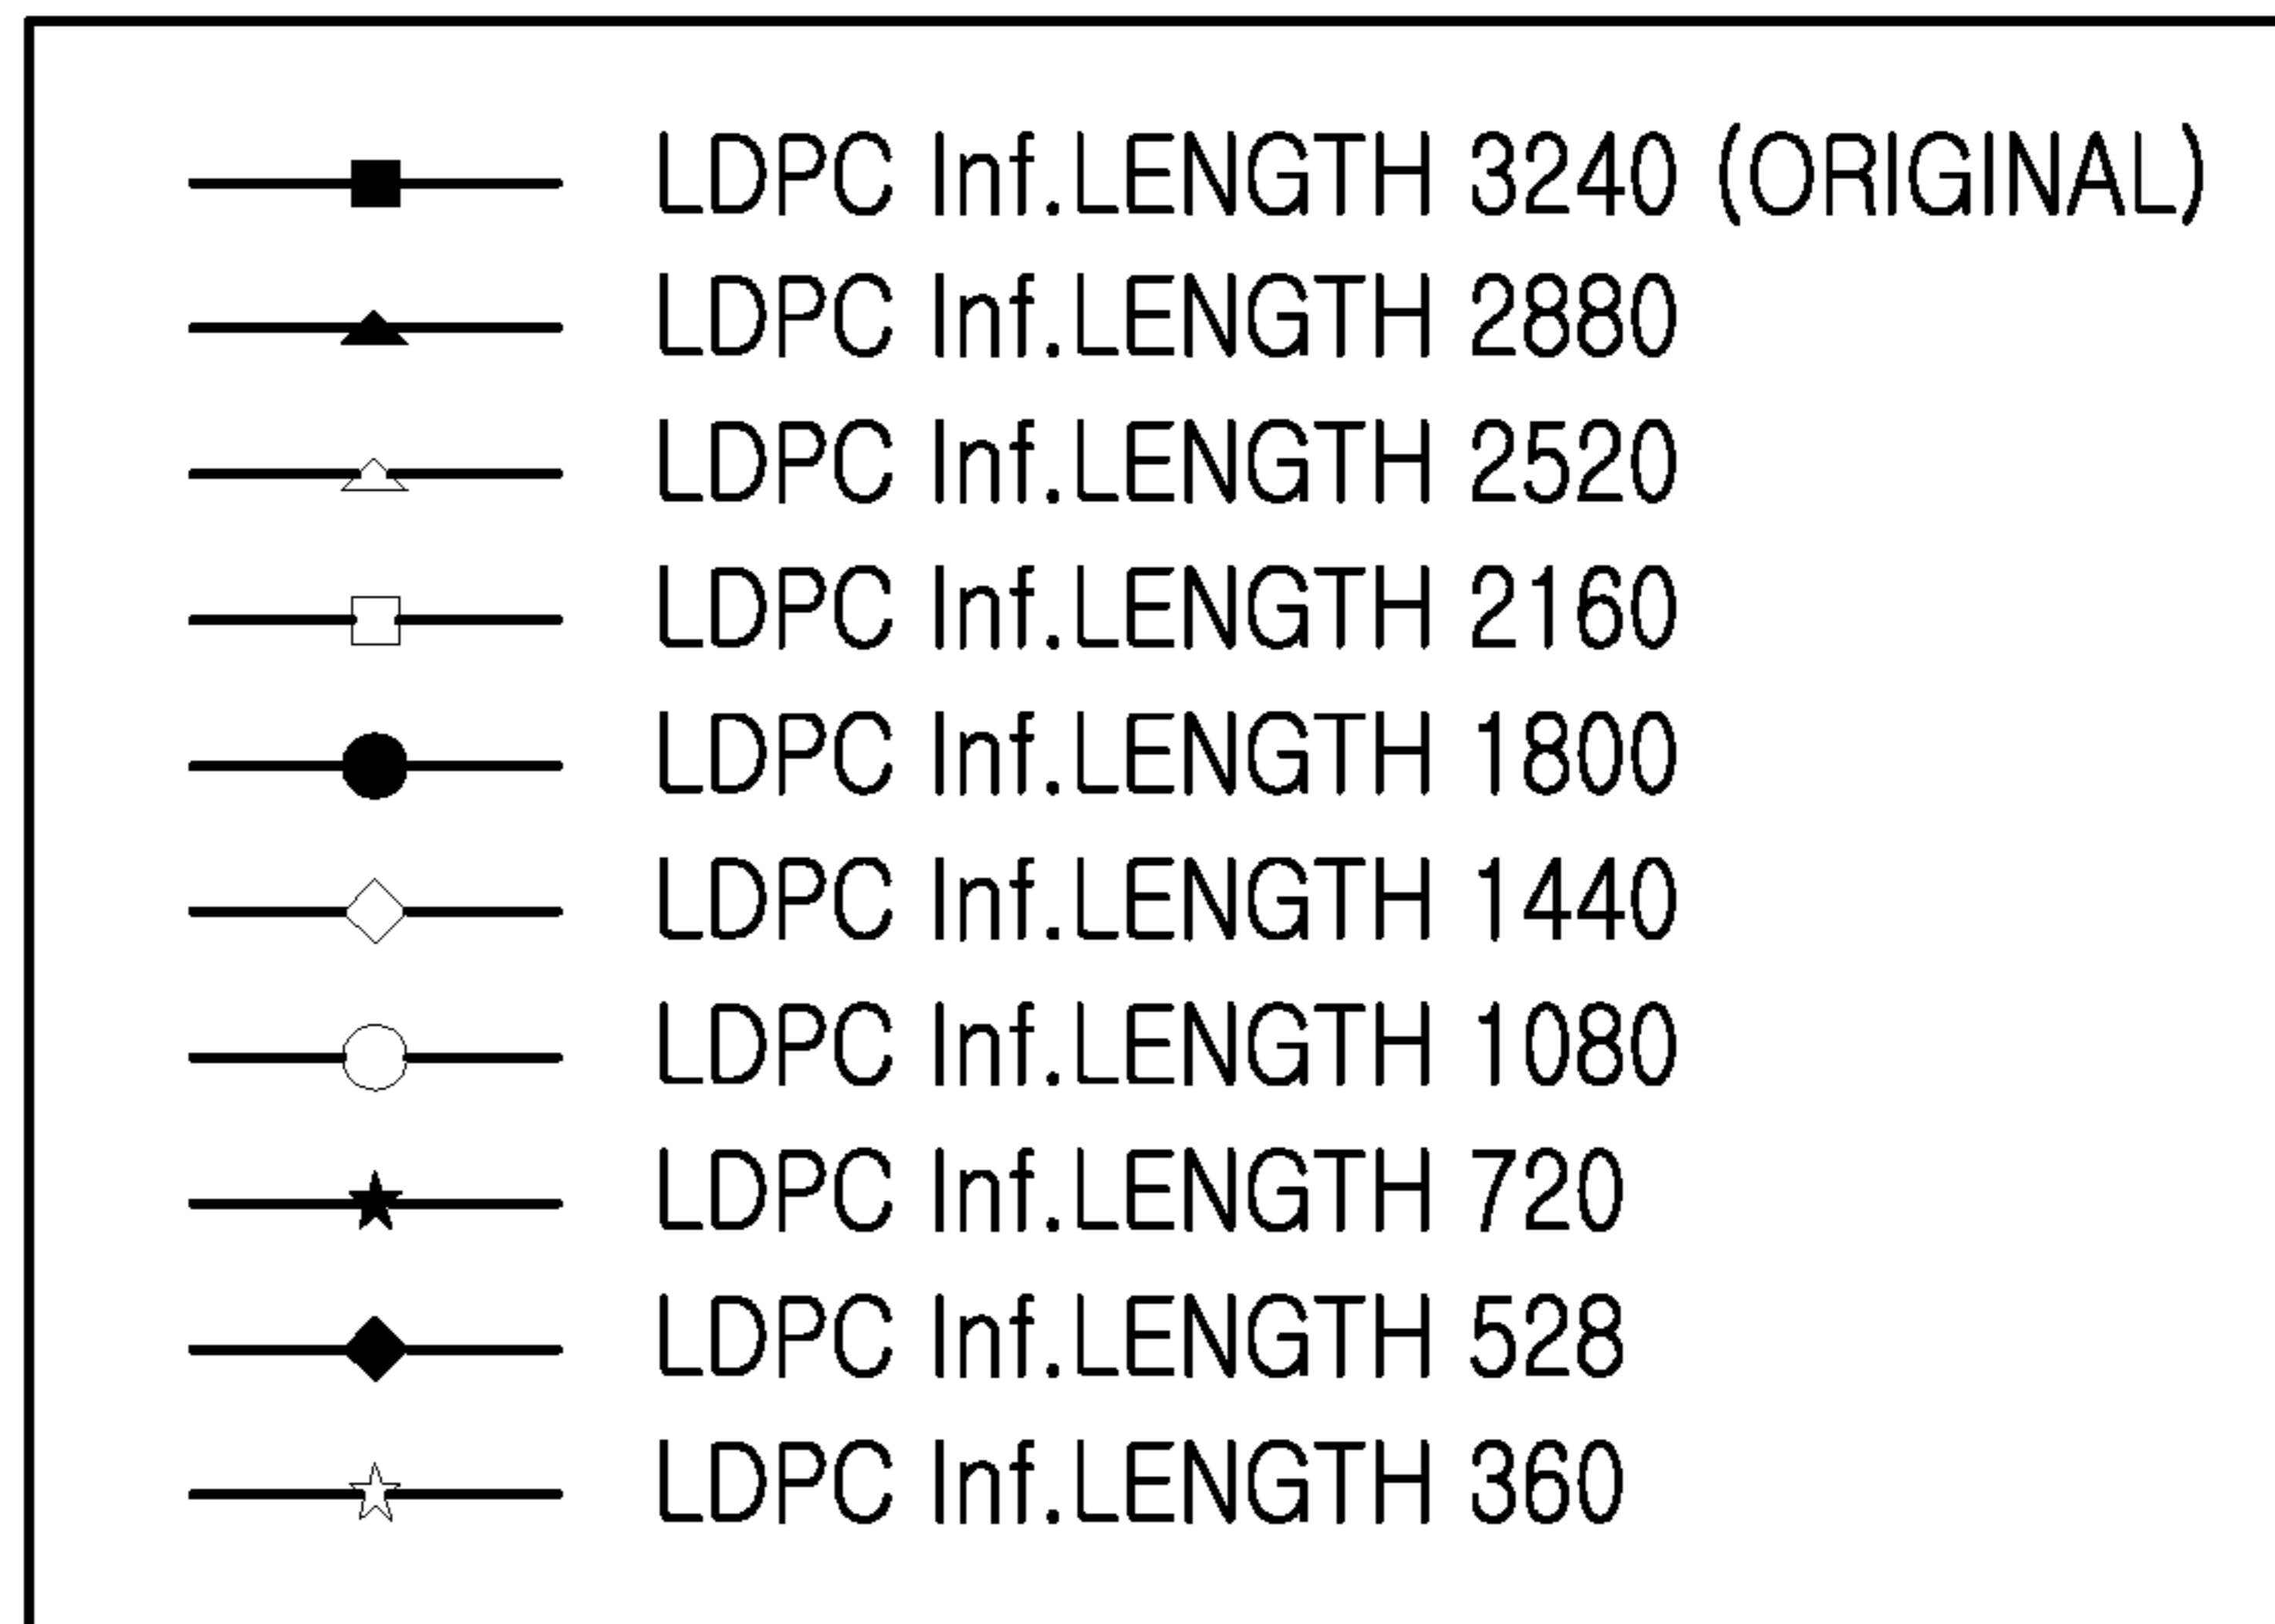 LDPC Inf.LENGTH 3240 (ORIGINAL)
LDPC Inf.LENGTH 2880
LDPC Inf.LENGTH 2520
LDPC Inf.LENGTH 2160
LDPC Inf.LENGTH 1800
LDPC Inf.LENGTH 1440
LDPC Inf.LENGTH 1080
LDPC Inf.LENGTH 720
LDPC Inf.LENGTH 528
LDPC Inf.LENGTH 360